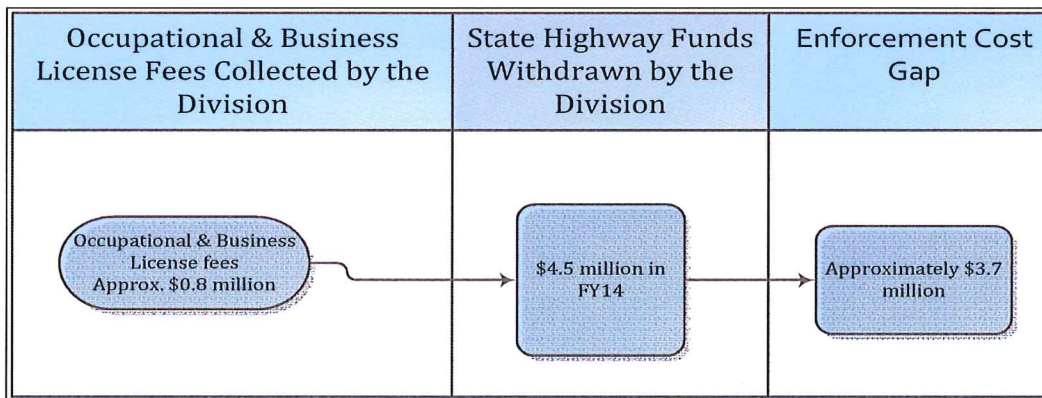 Occupational & Business
License Fees Collected by the
Division
State Highway Funds
Withdrawn by the
Division
Enforcement Cost
Gap
Occupational & Business
License fees
Approx. $0.8 million
$4.5 million in
FY14
Approximately $3.7
million